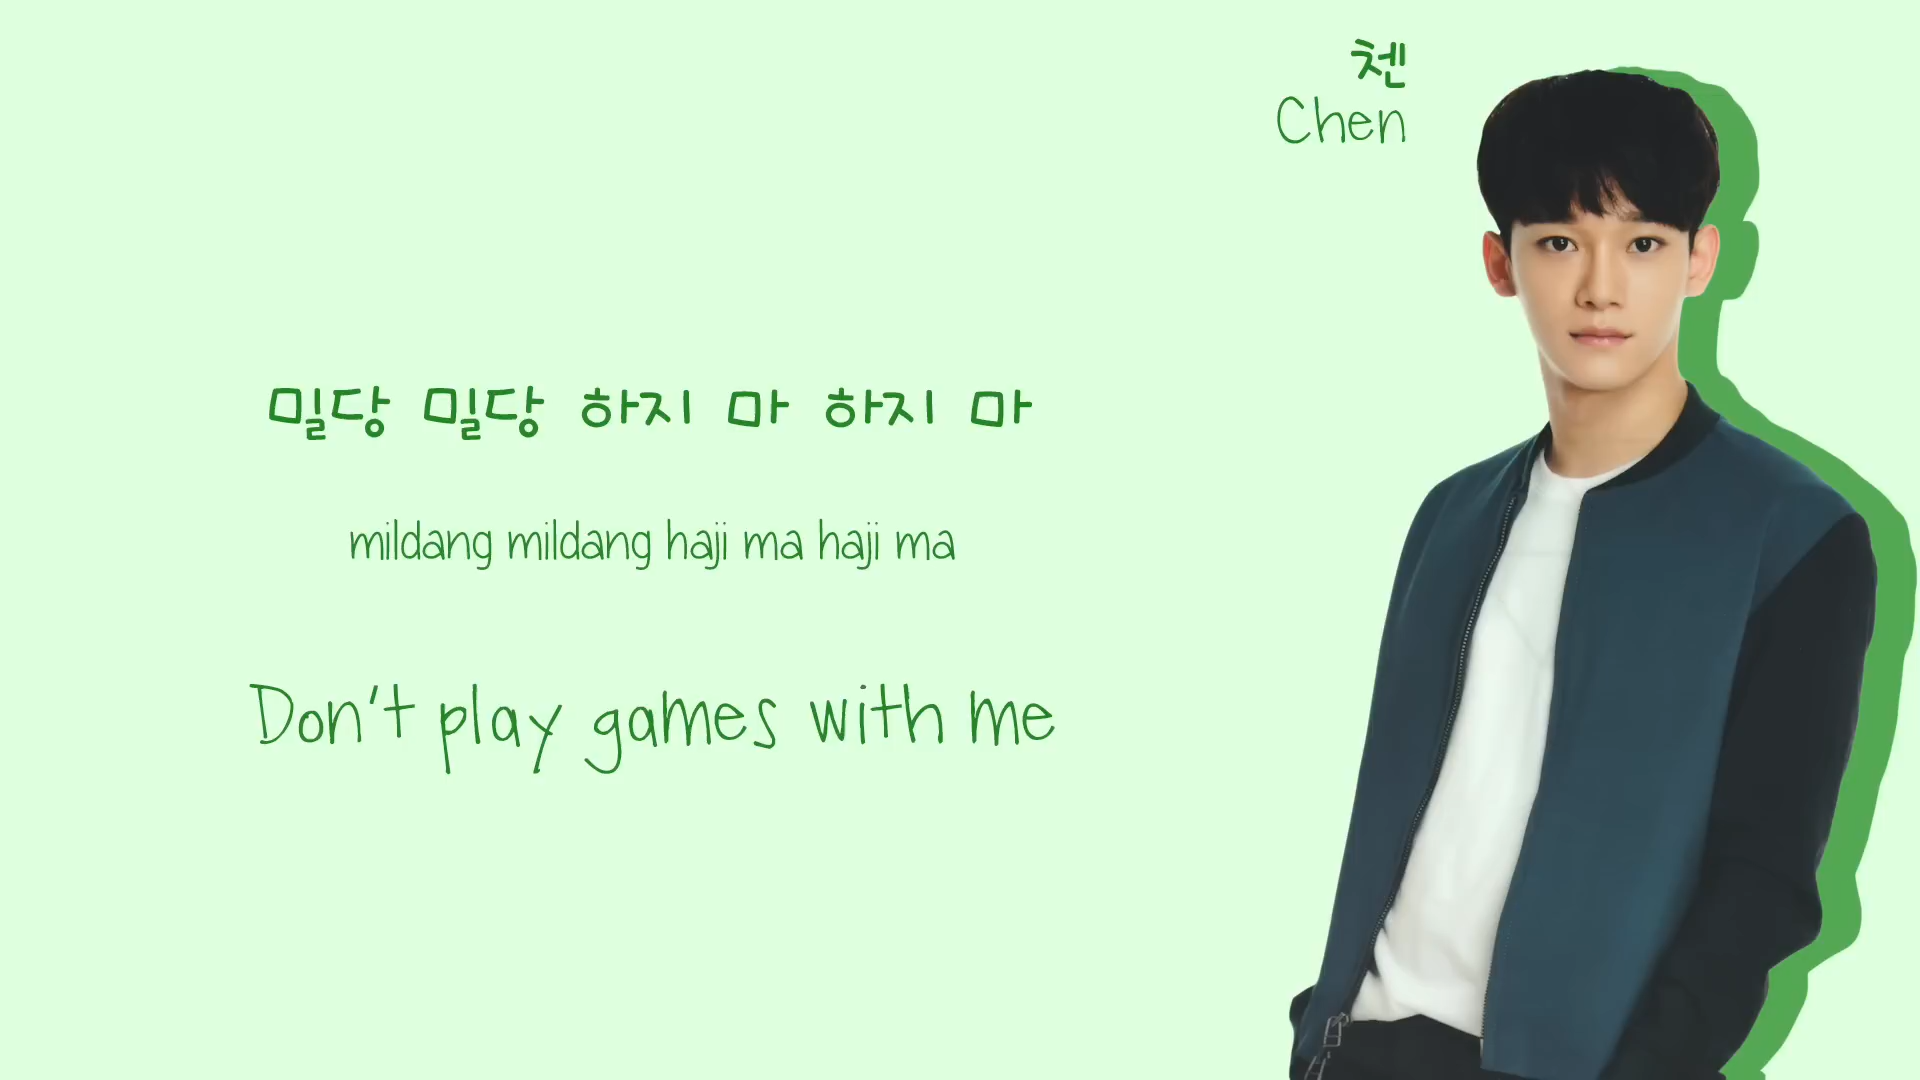 첸
Chen
밀당 밀당 하지 마 하지 마
mildang mildang haji ma haji ma
Don't play games with me